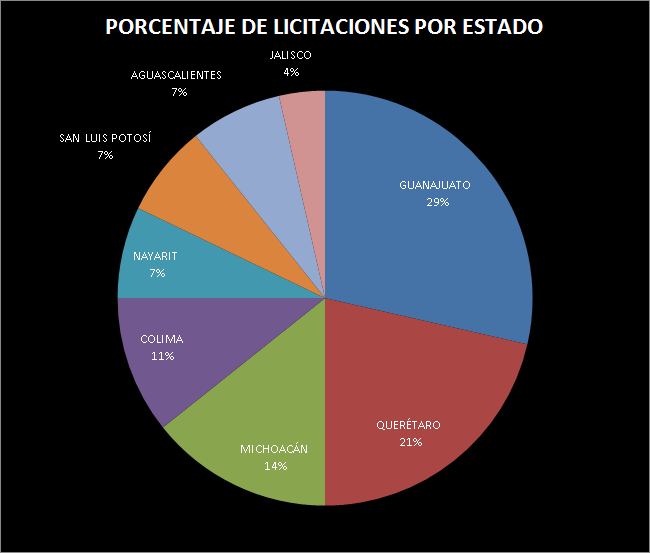 PORCENTAJE DE LICITACIONES POR ESTADO
JALISCO
4%
AGUASCALIENTES
7%
SAN LUIS POTOSÍ
7%
GUANAJUATO
29%
NAYARIT
7%
COLIMA
11%
QUERÉTARO
21%
MICHOACÁN
14%